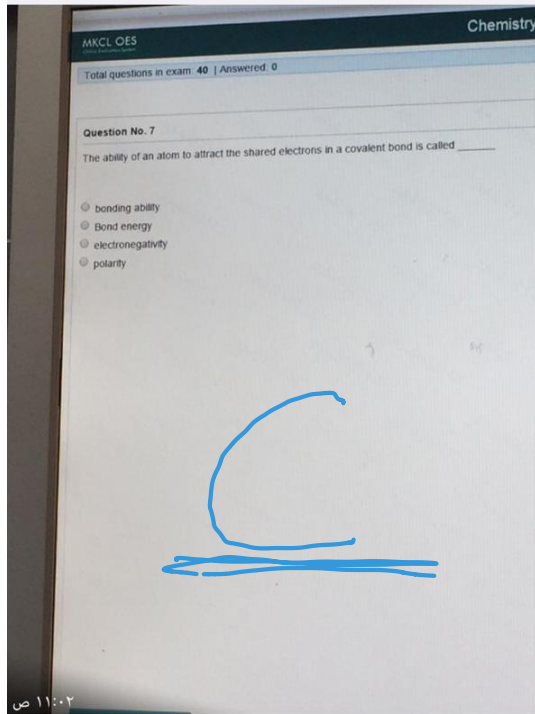 Chemistry
MKCL OES
Total questions in exam: 40 | Answered: 0
Question No. 7
The ability of an atom to attract the shared electrons in a covalent bond is called ______
bonding ability
Bond energy
electronegativity
polarity
C
١١:٠٢ ص